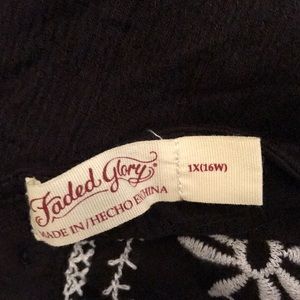 Faded Glory
MADE IN / HECHO EN CHINA
1X(16W)